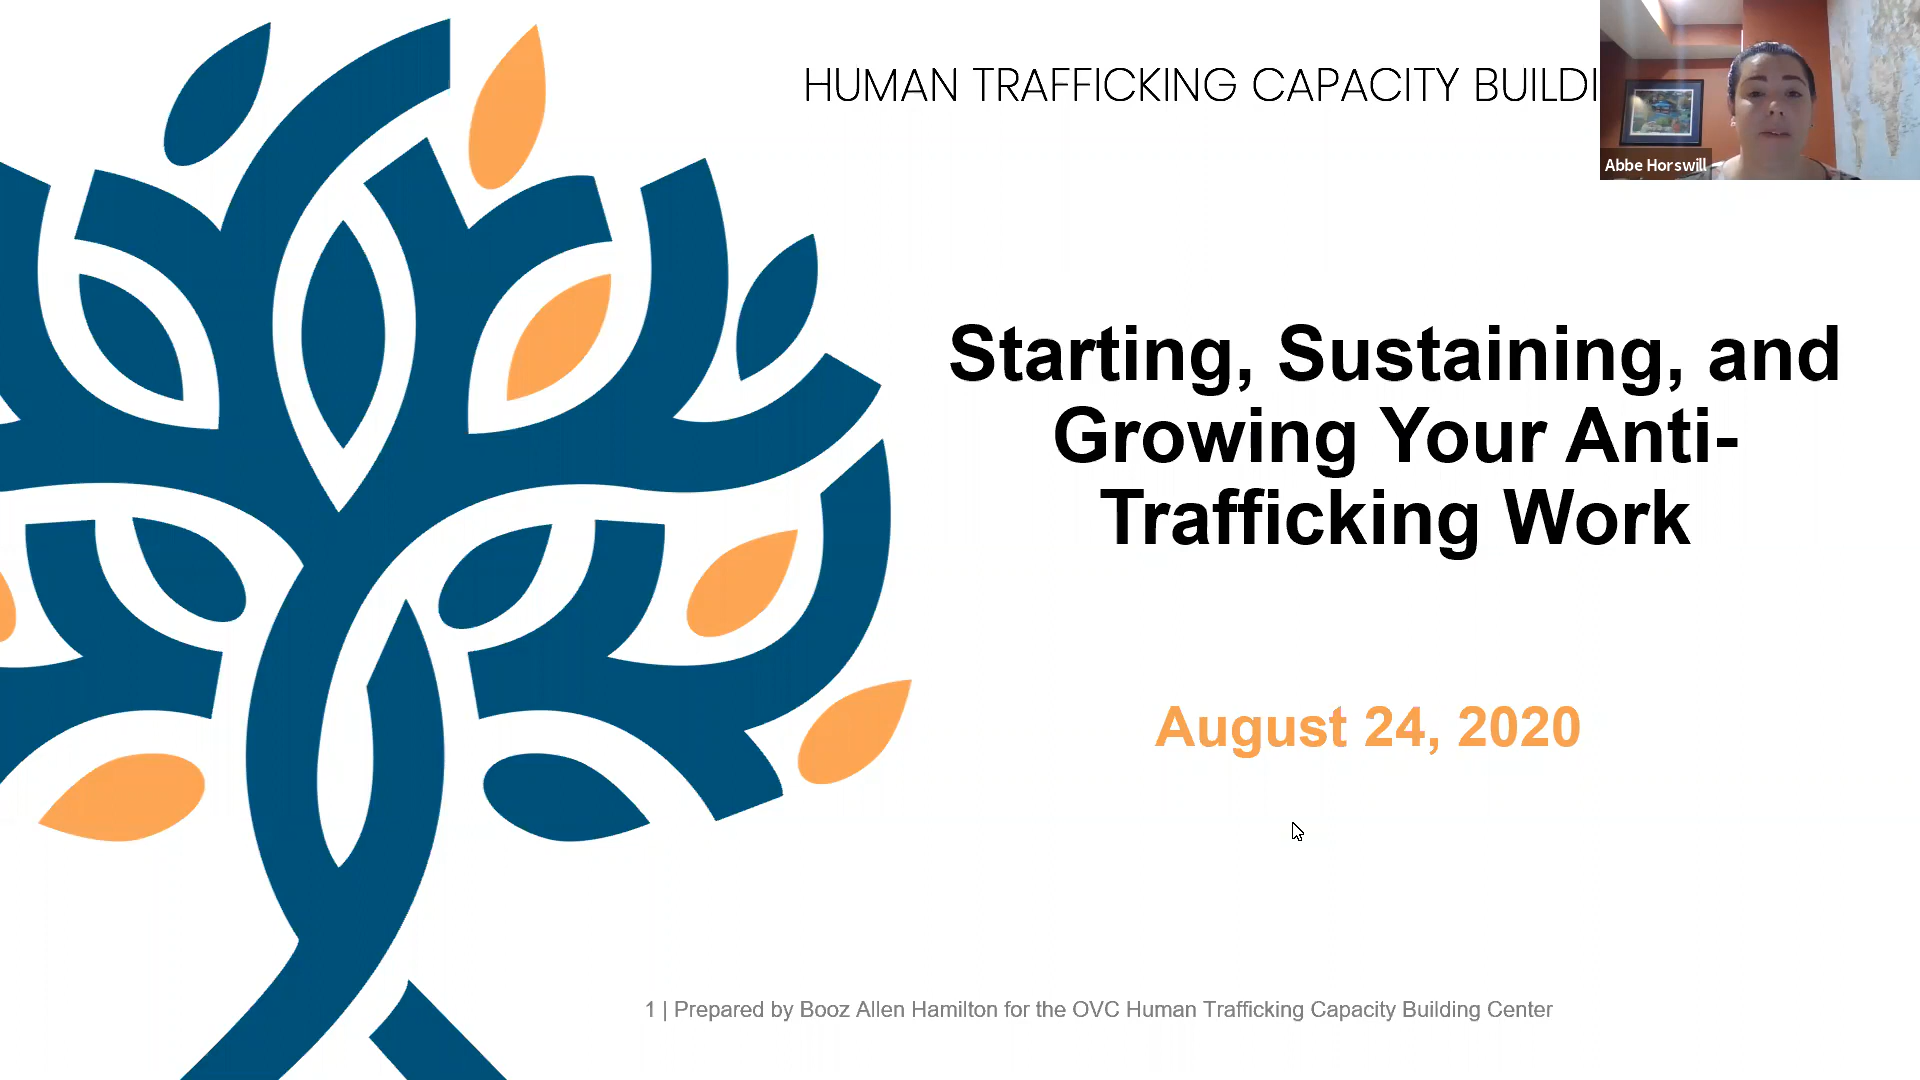 HUMAN TRAFFICKING CAPACITY BUILDI
Abbe Horswill
Starting, Sustaining, and
Growing Your Anti-
Trafficking Work
August 24, 2020
1 | Prepared by Booz Allen Hamilton for the OVC Human Trafficking Capacity Building Center